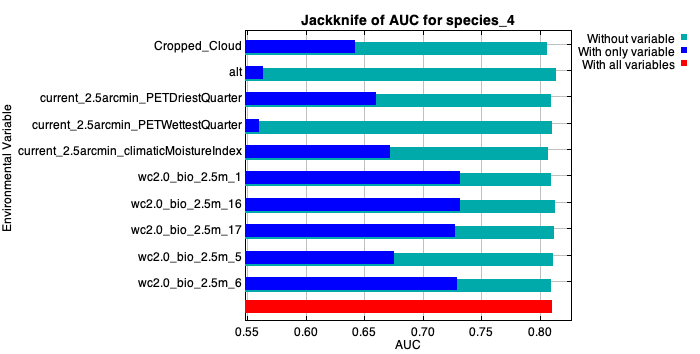 Jackknife of AUC for species_4
Without variable
With only variable
With all variables
Environmental Variable
Cropped_Cloud
alt
current_2.5arcmin_PETDriestQuarter
current_2.5arcmin_PETWettestQuarter
current_2.5arcmin_climaticMoistureIndex
wc2.0_bio_2.5m_1
wc2.0_bio_2.5m_16
wc2.0_bio_2.5m_17
wc2.0_bio_2.5m_5
wc2.0_bio_2.5m_6
0.55 0.60 0.65 0.70 0.75 0.80
AUC